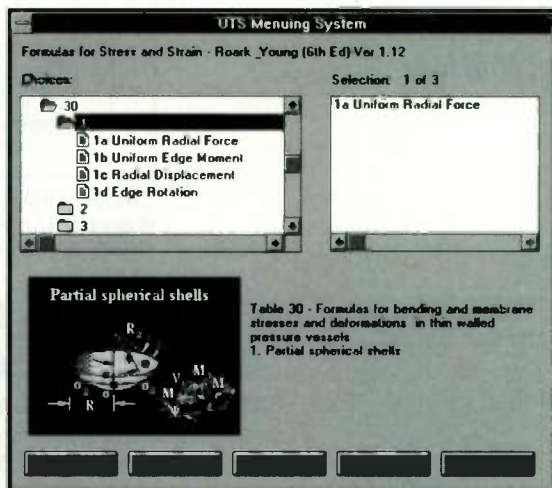 UTS Menuing System
Formulas for Stress and Strain - Roark_Young (6th Ed) Ver 1.12
Choices:
Selection: 1 of 3
30
1
1a Uniform Radial Force
1b Uniform Edge Moment
1c Radial Displacement
1d Edge Rotation
2
3
1a Uniform Radial Force
Partial spherical shells
R₂
V
M
M
M
R
Table 30 - Formulas for bending and membrane
stresses and deformations in thin walled
pressure vessels
1. Partial spherical shells